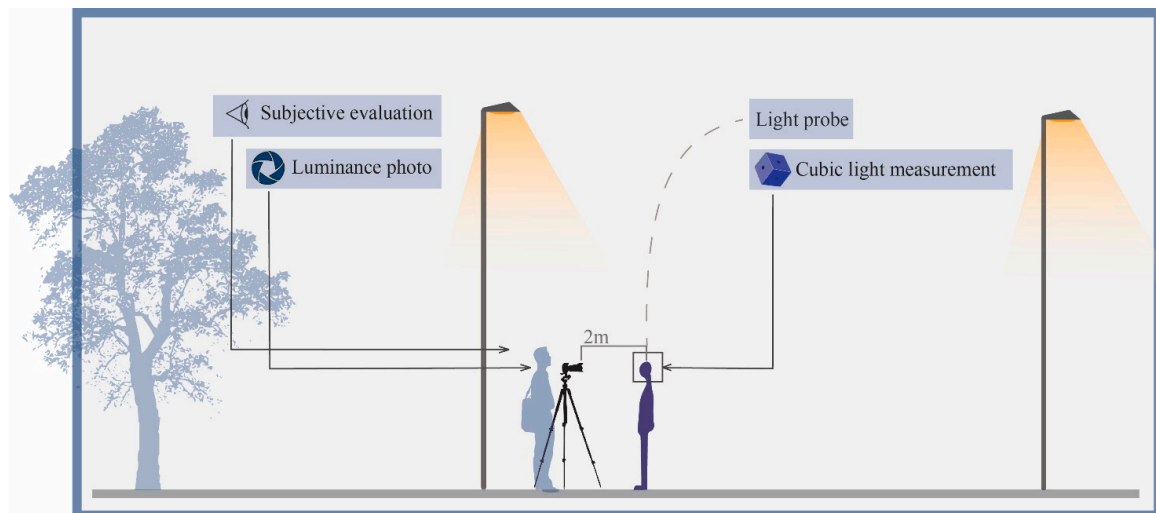 Subjective evaluation
Luminance photo
Light probe
Cubic light measurement
2m